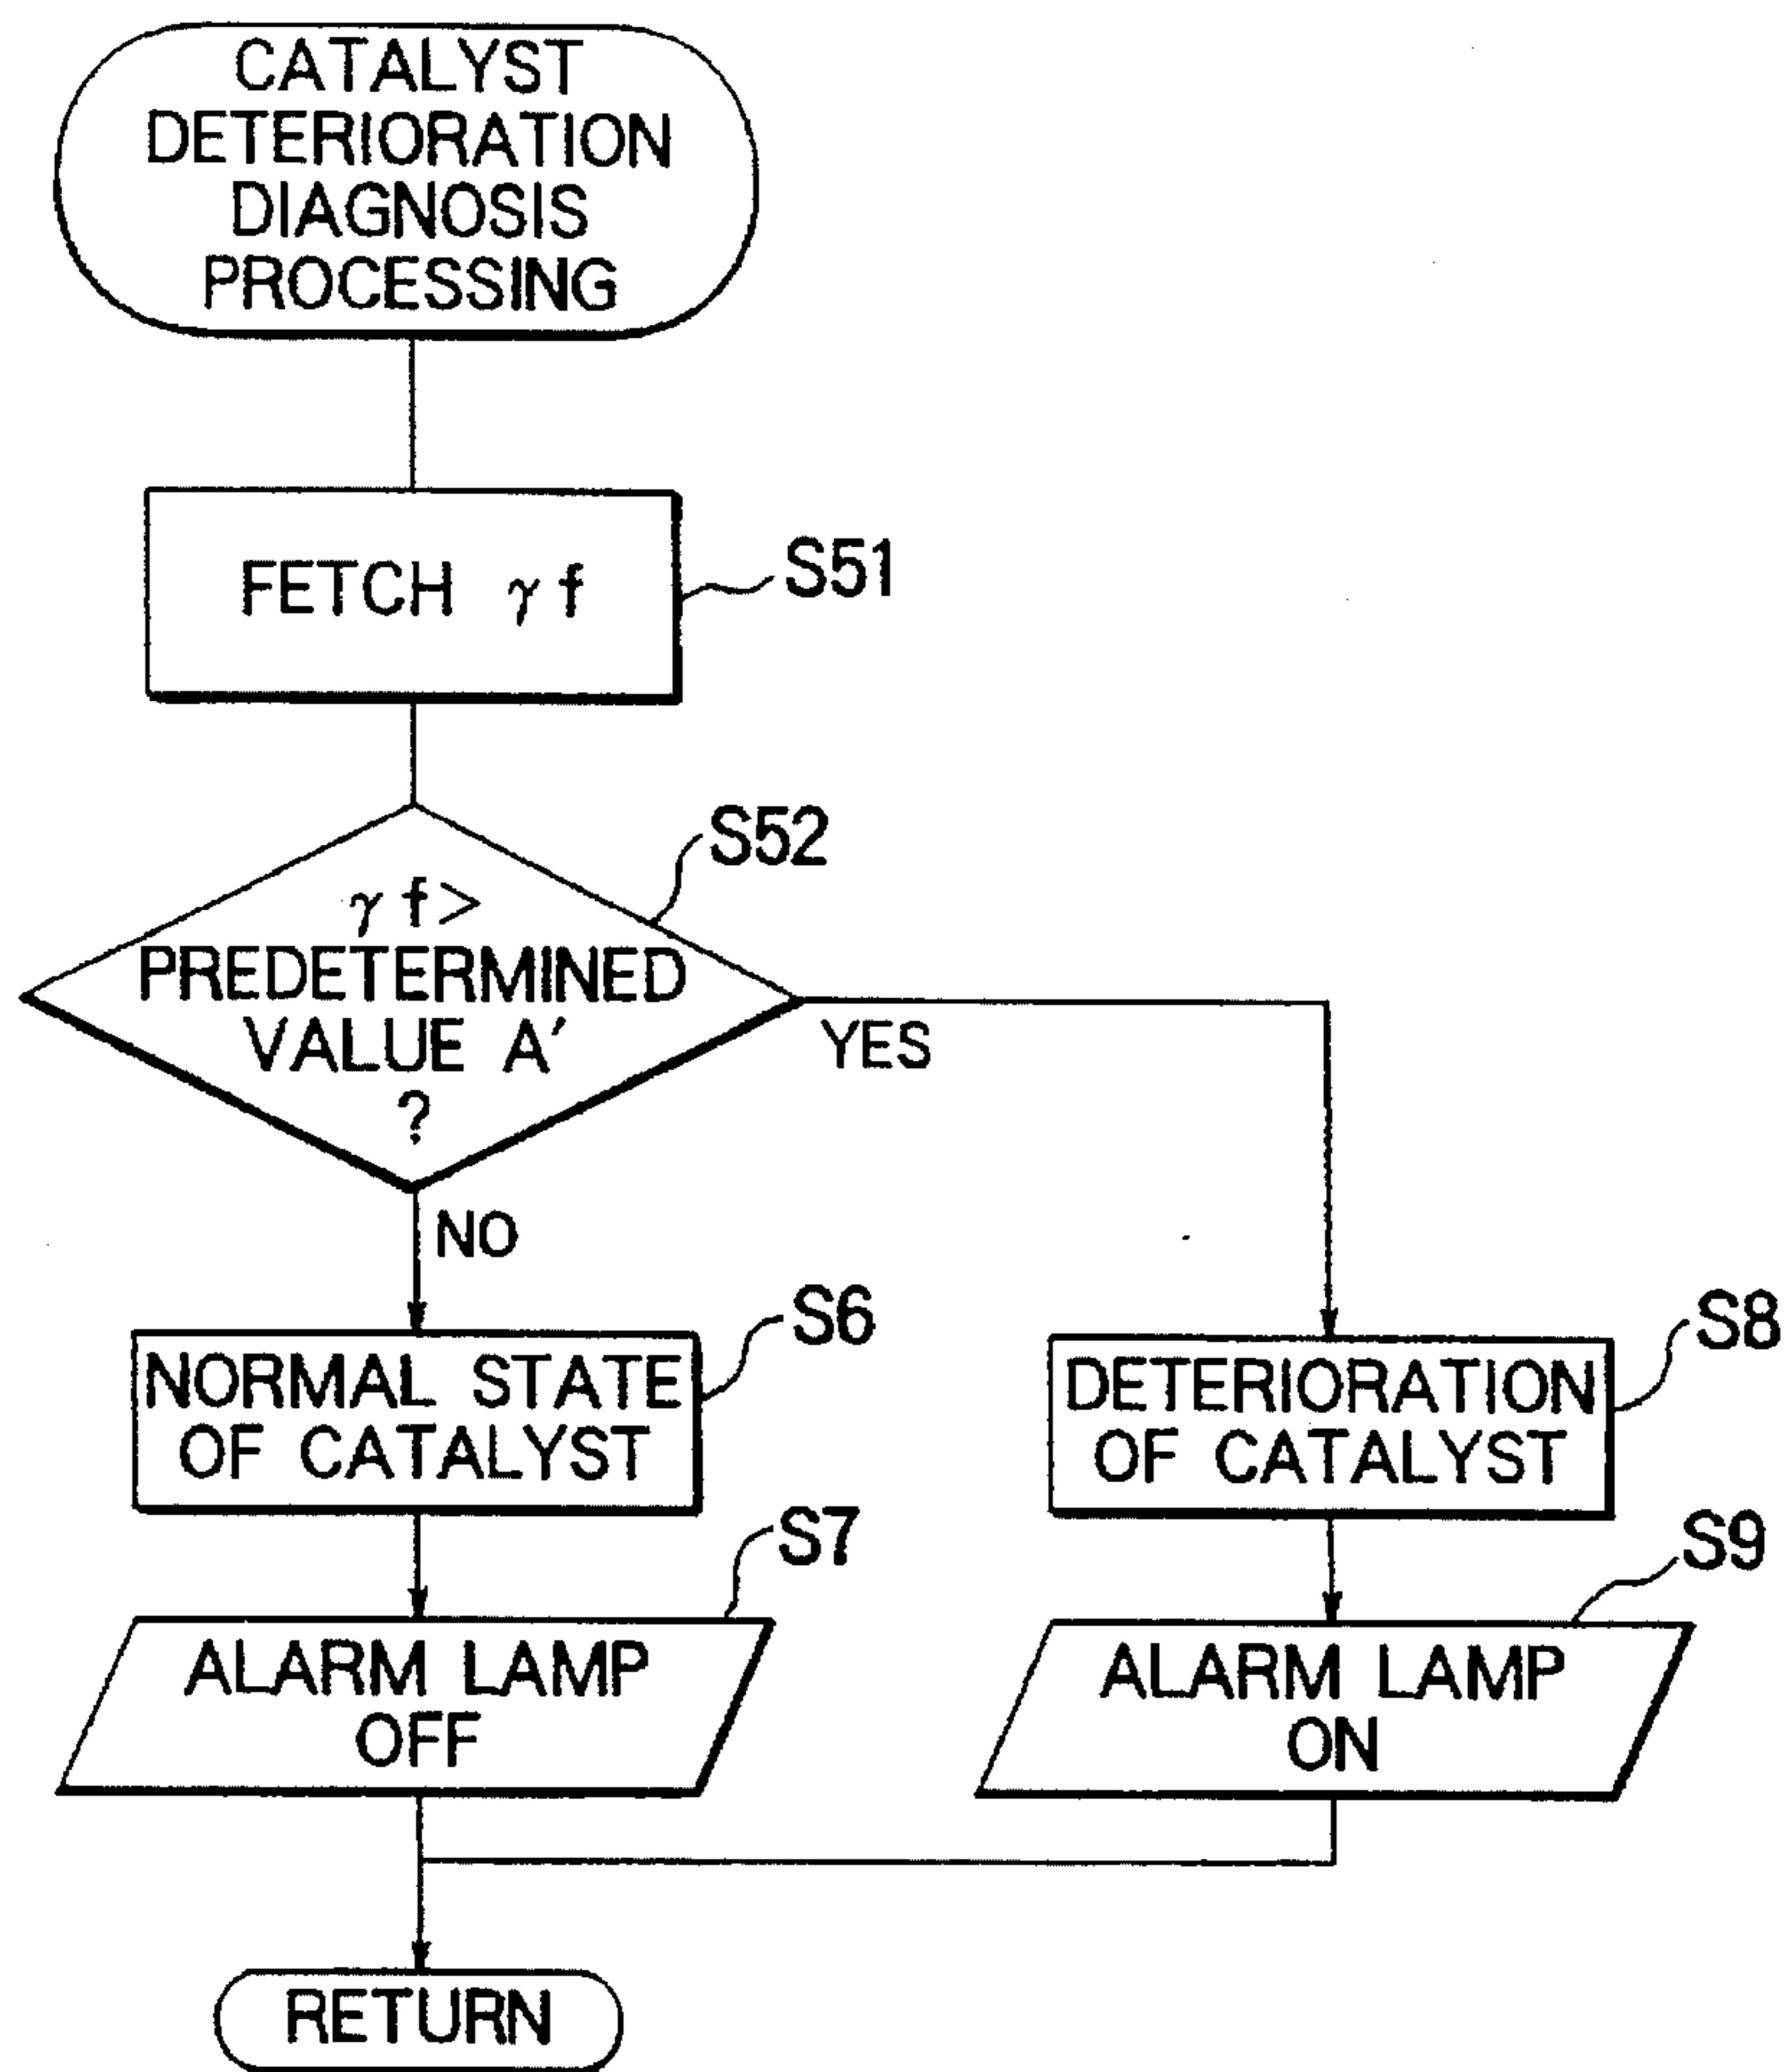 CATALYST
DETERIORATION
DIAGNOSIS
PROCESSING
FETCH γf
S51
S52
γf>
PREDETERMINED
VALUE A′
?
YES
NO
S6
NORMAL STATE
OF CATALYST
S8
DETERIORATION
OF CATALYST
S7
ALARM LAMP
OFF
S9
ALARM LAMP
ON
RETURN